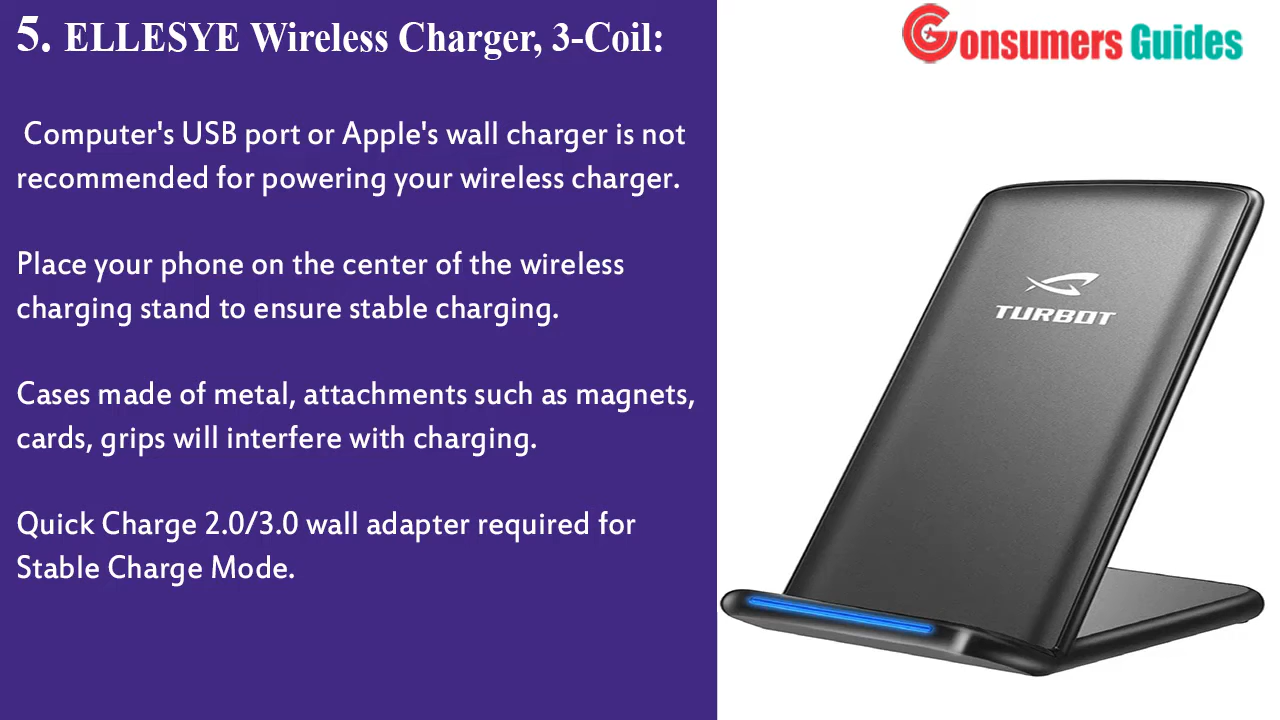 5. ELLESYE Wireless Charger, 3-Coil:
Consumers Guides
Computer's USB port or Apple's wall charger is not
recommended for powering your wireless charger.
Place your phone on the center of the wireless
charging stand to ensure stable charging.
Cases made of metal, attachments such as magnets,
cards, grips will interfere with charging.
Quick Charge 2.0/3.0 wall adapter required for
Stable Charge Mode.
TURBOT